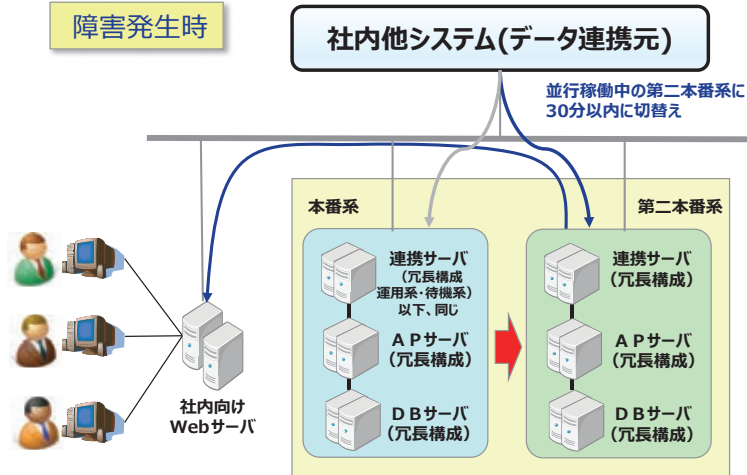 障害発生時
社内他システム(データ連携元)
並行稼働中の第二本番系に
30分以内に切替え
本番系
第二本番系
連携サーバ
(冗長構成
運用系・待機系)
以下、同じ
APサーバ
(冗長構成)
DBサーバ
(冗長構成)
連携サーバ
(冗長構成)
APサーバ
(冗長構成)
DBサーバ
(冗長構成)
社内向け
Webサーバ